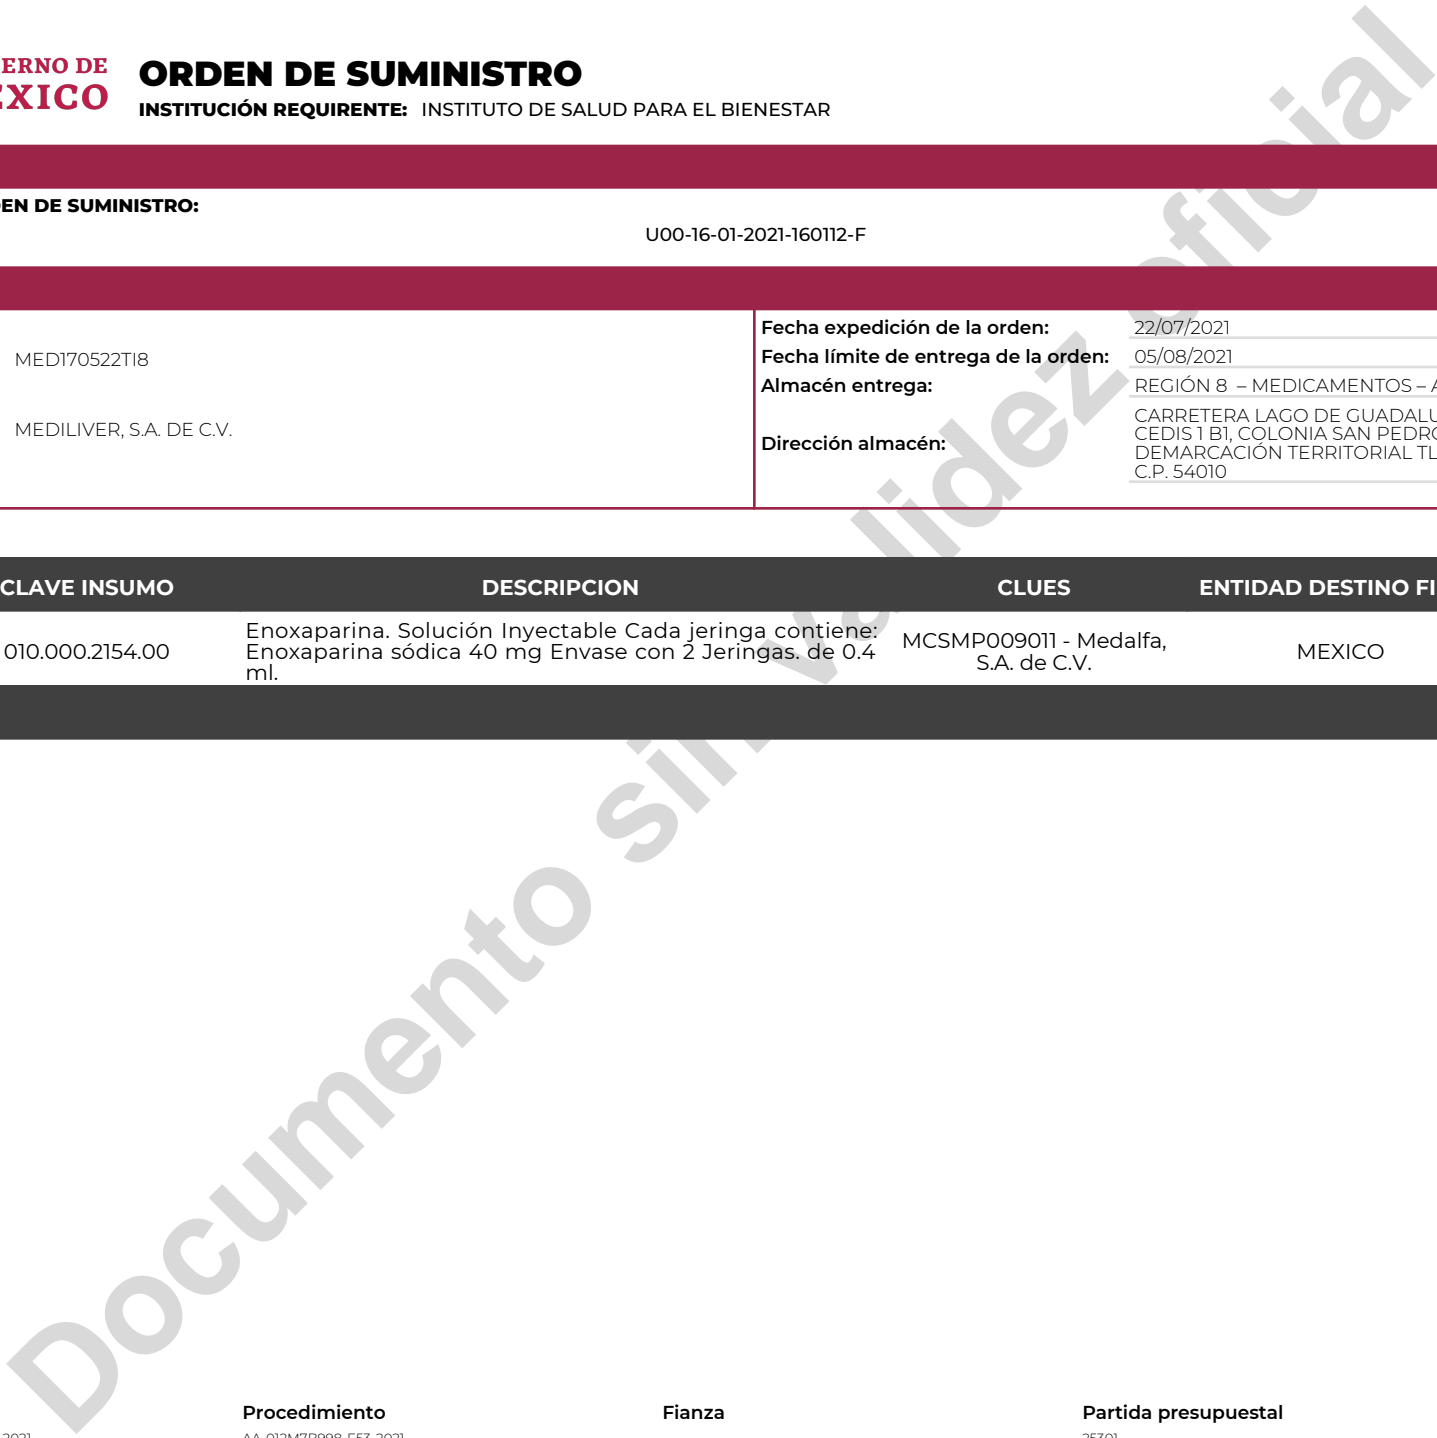 ERNO DE
EXICO
ORDEN DE SUMINISTRO
INSTITUCIÓN REQUIRENTE: INSTITUTO DE SALUD PARA EL BIENESTAR
EN DE SUMINISTRO:
U00-16-01-2021-160112-F
MED170522TI8
MEDILIVER, S.A. DE C.V.
Fecha expedición de la orden: 22/07/2021
Fecha límite de entrega de la orden: 05/08/2021
Almacén entrega: REGIÓN 8 – MEDICAMENTOS – A
Dirección almacén:
CARRETERA LAGO DE GUADALU
CEDIS 1 B1, COLONIA SAN PEDRO
DEMARCACIÓN TERRITORIAL TL
C.P. 54010
CLAVE INSUMO DESCRIPCION CLUES ENTIDAD DESTINO FI
010.000.2154.00
Enoxaparina. Solución Inyectable Cada jeringa contiene:
Enoxaparina sódica 40 mg Envase con 2 Jeringas. de 0.4
ml.
MCSMP009011 - Medalfa,
S.A. de C.V.
MEXICO
Documento sin validez oficial
Procedimiento Fianza Partida presupuestal